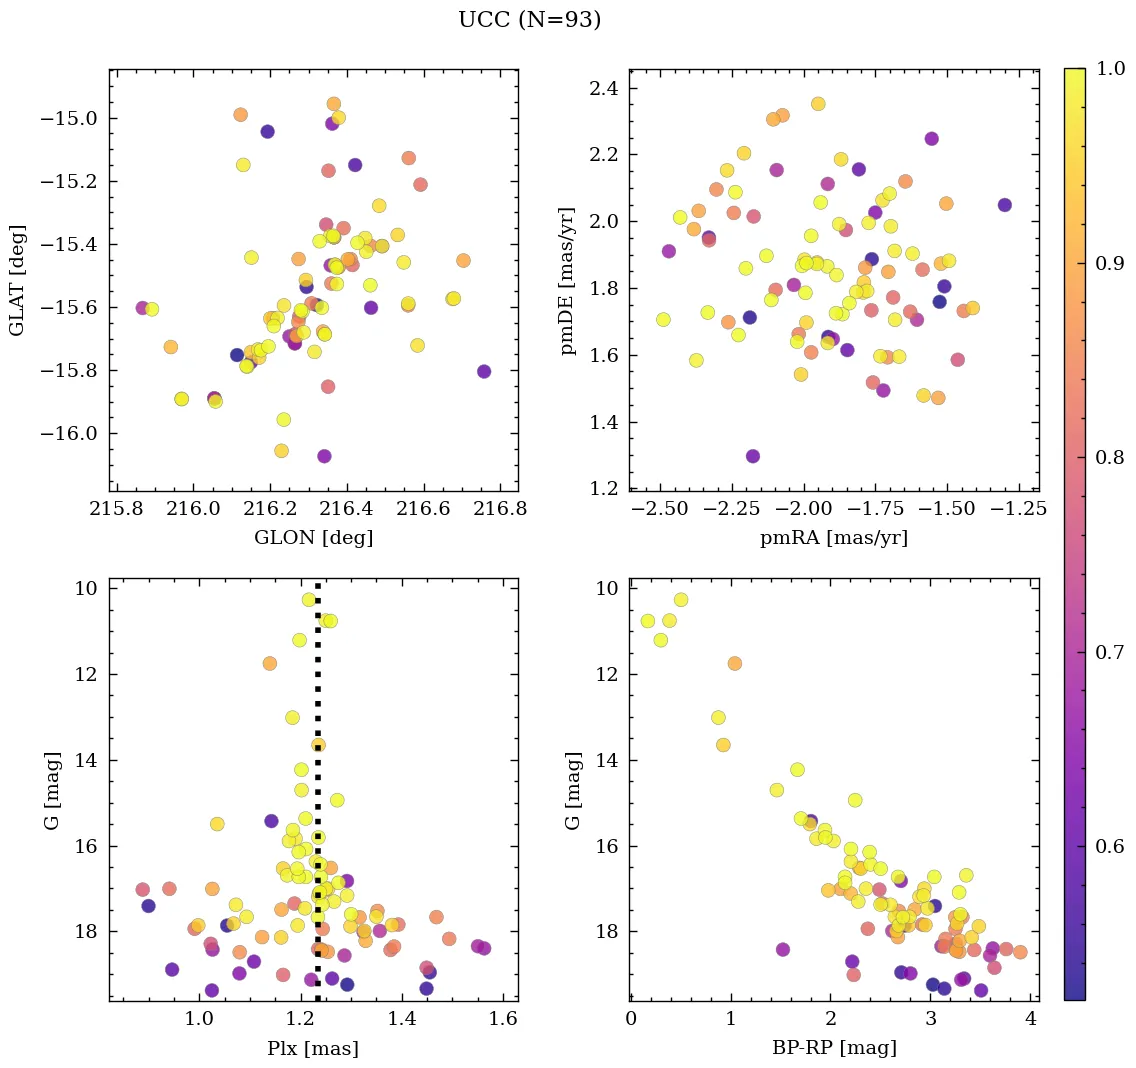 UCC (N=93)
−15.0
−15.2
−15.4
−15.6
−15.8
−16.0
GLAT [deg]
215.8 216.0 216.2 216.4 216.6 216.8
GLON [deg]
2.4
2.2
2.0
1.8
1.6
1.4
1.2
pmDE [mas/yr]
−2.50 −2.25 −2.00 −1.75 −1.50 −1.25
pmRA [mas/yr]
1.0
0.9
0.8
0.7
0.6
10
12
14
16
18
G [mag]
1.0 1.2 1.4 1.6
Plx [mas]
10
12
14
16
18
G [mag]
0 1 2 3 4
BP-RP [mag]